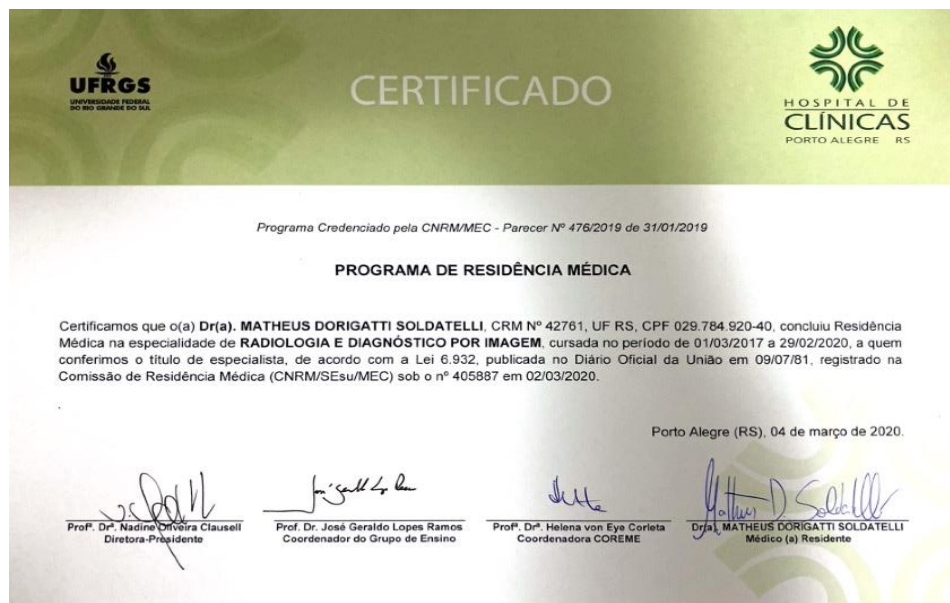 UFRGS
UNIVERSIDADE FEDERAL
DO RIO GRANDE DO SUL
CERTIFICADO
HOSPITAL DE
CLÍNICAS
PORTO ALEGRE RS
Programa Credenciado pela CNRM/MEC - Parecer Nº 476/2019 de 31/01/2019
PROGRAMA DE RESIDÊNCIA MÉDICA
Certificamos que o(a) Dr(a). MATHEUS DORIGATTI SOLDATELLI, CRM Nº 42761, UF RS, CPF 029.784.920-40, concluiu Residência
Médica na especialidade de RADIOLOGIA E DIAGNÓSTICO POR IMAGEM, cursada no período de 01/03/2017 a 29/02/2020, a quem
conferimos o título de especialista, de acordo com a Lei 6.932, publicada no Diário Oficial da União em 09/07/81, registrado na
Comissão de Residência Médica (CNRM/SEsu/MEC) sob o nº 405887 em 02/03/2020.
Porto Alegre (RS), 04 de março de 2020.
Matheus D. Soldatelli
Profª. Drª. Nadine Oliveira Clausell
Diretora-Presidente
Prof. Dr. José Geraldo Lopes Ramos
Coordenador do Grupo de Ensino
Profª. Drª. Helena von Eye Corleta
Coordenadora COREME
Dr(a). MATHEUS DORIGATTI SOLDATELLI
Médico (a) Residente